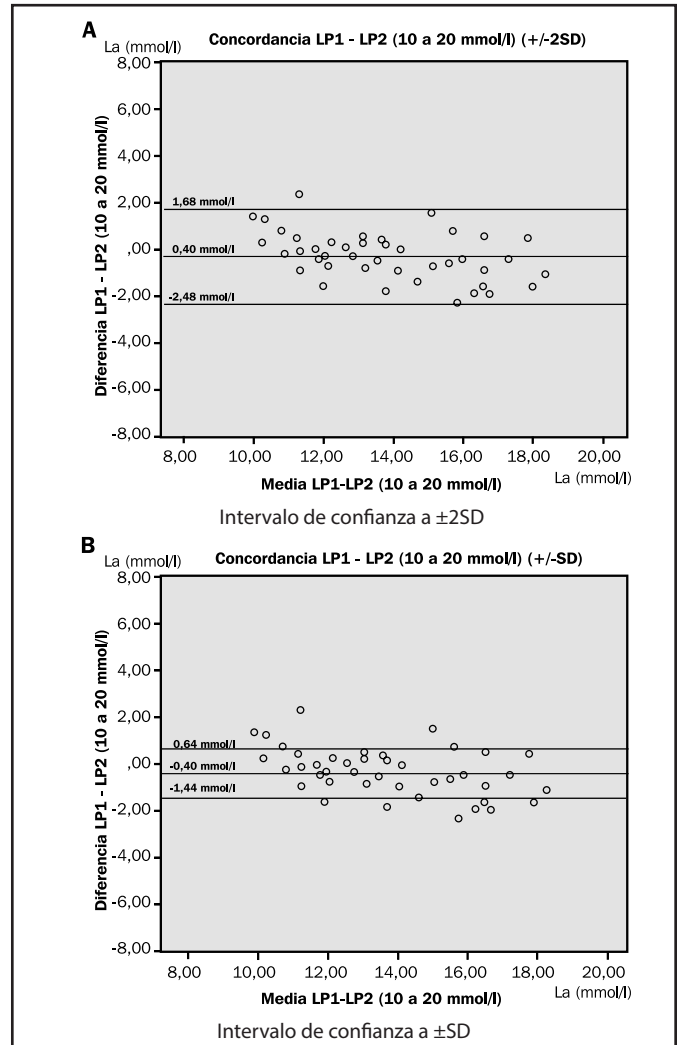 A
La (mmol/l)
Concordancia LP1 - LP2 (10 a 20 mmol/l) (+/-2SD)
8,00
6,00
4,00
2,00
,00
-2,00
-4,00
-6,00
-8,00
Diferencia LP1 - LP2 (10 a 20 mmol/l)
1,68 mmol/l
0,40 mmol/l
-2,48 mmol/l
8,00 10,00 12,00 14,00 16,00 18,00 20,00
Media LP1-LP2 (10 a 20 mmol/l)
La (mmol/l)
Intervalo de confianza a ±2SD
B
La (mmol/l)
Concordancia LP1 - LP2 (10 a 20 mmol/l) (+/-SD)
8,00
6,00
4,00
2,00
,00
-2,00
-4,00
-6,00
-8,00
Diferencia LP1 - LP2 (10 a 20 mmol/l)
0,64 mmol/l
-0,40 mmol/l
-1,44 mmol/l
8,00 10,00 12,00 14,00 16,00 18,00 20,00
Media LP1-LP2 (10 a 20 mmol/l)
La (mmol/l)
Intervalo de confianza a ±SD